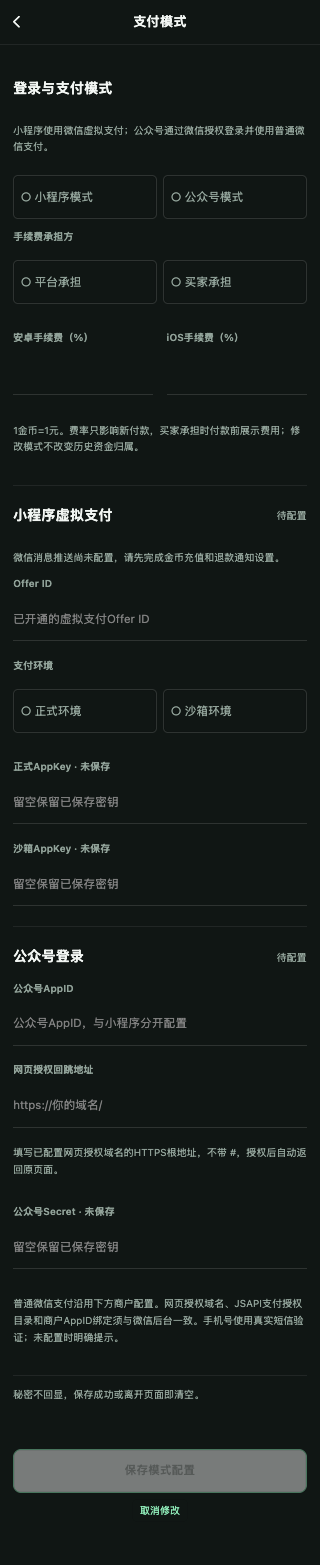 支付模式
登录与支付模式
小程序使用微信虚拟支付；公众号通过微信授权登录并使用普通微
信支付。
小程序模式
公众号模式
手续费承担方
平台承担
买家承担
安卓手续费（%）
iOS手续费（%）
1金币=1元。费率只影响新付款，买家承担时付款前展示费用；修
改模式不改变历史资金归属。
小程序虚拟支付
待配置
微信消息推送尚未配置，请先完成金币充值和退款通知设置。
Offer ID
已开通的虚拟支付Offer ID
支付环境
正式环境
沙箱环境
正式AppKey · 未保存
留空保留已保存密钥
沙箱AppKey · 未保存
留空保留已保存密钥
公众号登录
待配置
公众号AppID
公众号AppID，与小程序分开配置
网页授权回跳地址
https://你的域名/
填写已配置网页授权域名的HTTPS根地址，不带 #，授权后自动返
回原页面。
公众号Secret · 未保存
留空保留已保存密钥
普通微信支付沿用下方商户配置。网页授权域名、JSAPI支付授权
目录和商户AppID绑定须与微信后台一致。手机号使用真实短信验
证；未配置时明确提示。
秘密不回显，保存成功或离开页面即清空。
保存模式配置
取消修改